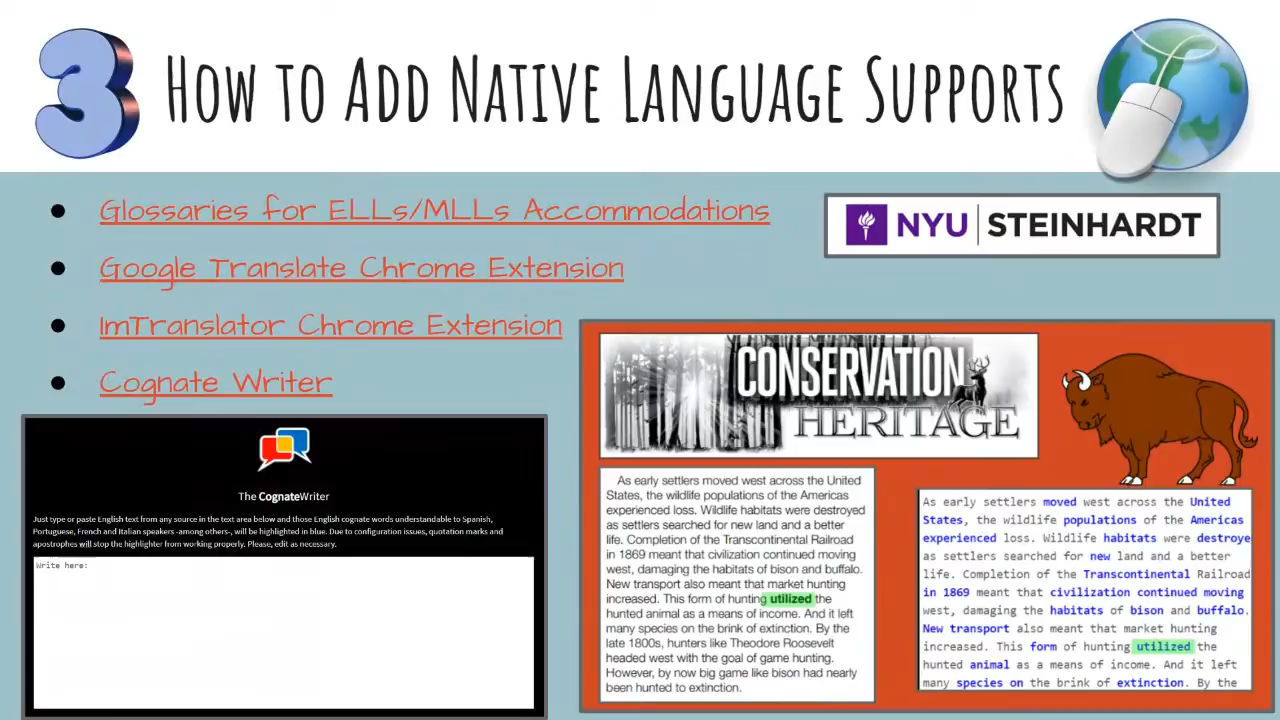 3 How to Add Native Language Supports
Glossaries for ELLs/MLLs Accommodations
Google Translate Chrome Extension
ImTranslator Chrome Extension
Cognate Writer
NYU STEINHARDT
The CognateWriter
Just type or paste English text from any source in the text area below and those English cognate words understandable to Spanish,
Portuguese, French and Italian speakers -among others-, will be highlighted in blue. Due to configuration issues, quotation marks and
apostrophes will stop the highlighter from working properly. Please, edit as necessary.
Write here:
CONSERVATION
HERITAGE
As early settlers moved west across the United
States, the wildlife populations of the Americas
experienced loss. Wildlife habitats were destroyed
as settlers searched for new land and a better
life. Completion of the Transcontinental Railroad
in 1869 meant that civilization continued moving
west, damaging the habitats of bison and buffalo.
New transport also meant that market hunting
increased. This form of hunting utilized the
hunted animal as a means of income. And it left
many species on the brink of extinction. By the
late 1800s, hunters like Theodore Roosevelt
headed west with the goal of game hunting.
However, by now big game like bison had nearly
been hunted to extinction.
As early settlers moved west across the United
States, the wildlife populations of the Americas
experienced loss. Wildlife habitats were destroye
as settlers searched for new land and a better
life. Completion of the Transcontinental Railroad
in 1869 meant that civilization continued moving
west, damaging the habitats of bison and buffalo.
New transport also meant that market hunting
increased. This form of hunting utilized the
hunted animal as a means of income. And it left
many species on the brink of extinction. By the